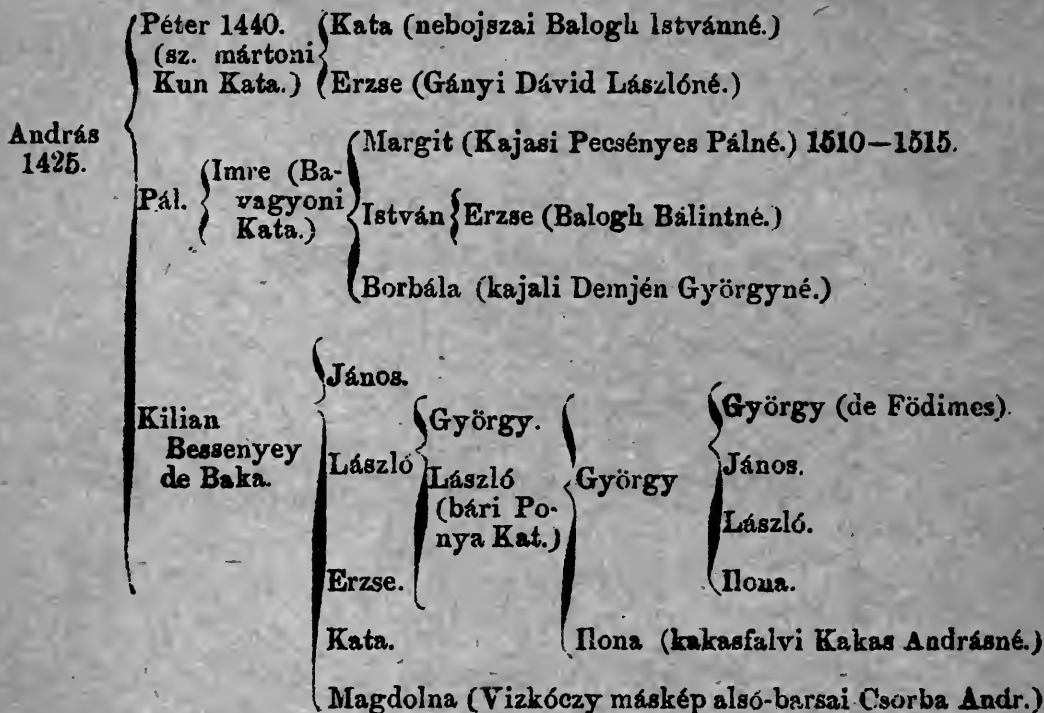 Péter 1440.
(sz. mártoni
Kun Kata.)
Kata (nebojszai Balogh Istvánné.)
Erzse (Gányi Dávid Lászlóné.)
András
1425.
Pál.
Imre (Ba-
vagyoni
Kata.)
Margit (Kajasi Pecsényes Pálné.) 1510—1515.
István
Erzse (Balogh Bálintné.)
Borbála (kajali Demjén Györgyné.)
Kilian
Bessenyey
de Baka.
János.
László
György.
László
(bári Po-
nya Kat.)
György
György (de Födimes).
János.
László.
Ilona.
Ilona (kakasfalvi Kakas Andrásné.)
Erzse.
Kata.
Magdolna (Vizkóczy máskép alsó-barsai Csorba Andr.)